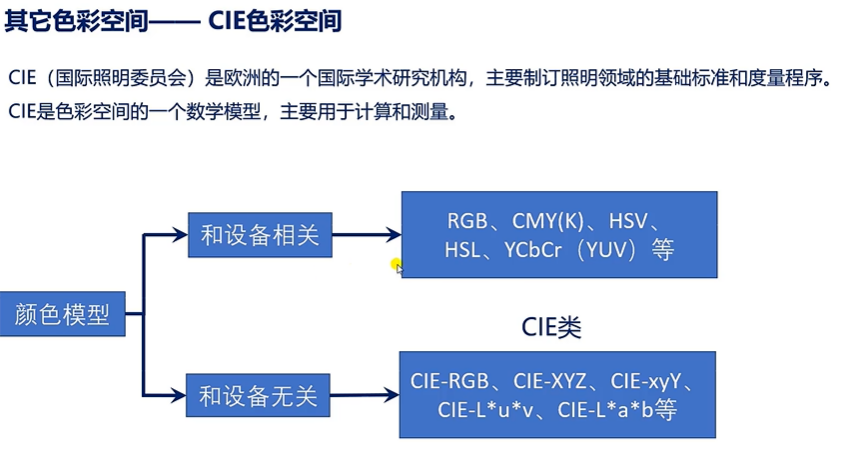 其它色彩空间—— CIE色彩空间
CIE（国际照明委员会）是欧洲的一个国际学术研究机构，主要制订照明领域的基础标准和度量程序。
CIE是色彩空间的一个数学模型，主要用于计算和测量。
颜色模型
和设备相关
RGB、CMY(K)、HSV、
HSL、YCbCr（YUV）等
和设备无关
CIE类
CIE-RGB、CIE-XYZ、CIE-xyY、
CIE-L*u*v、CIE-L*a*b等